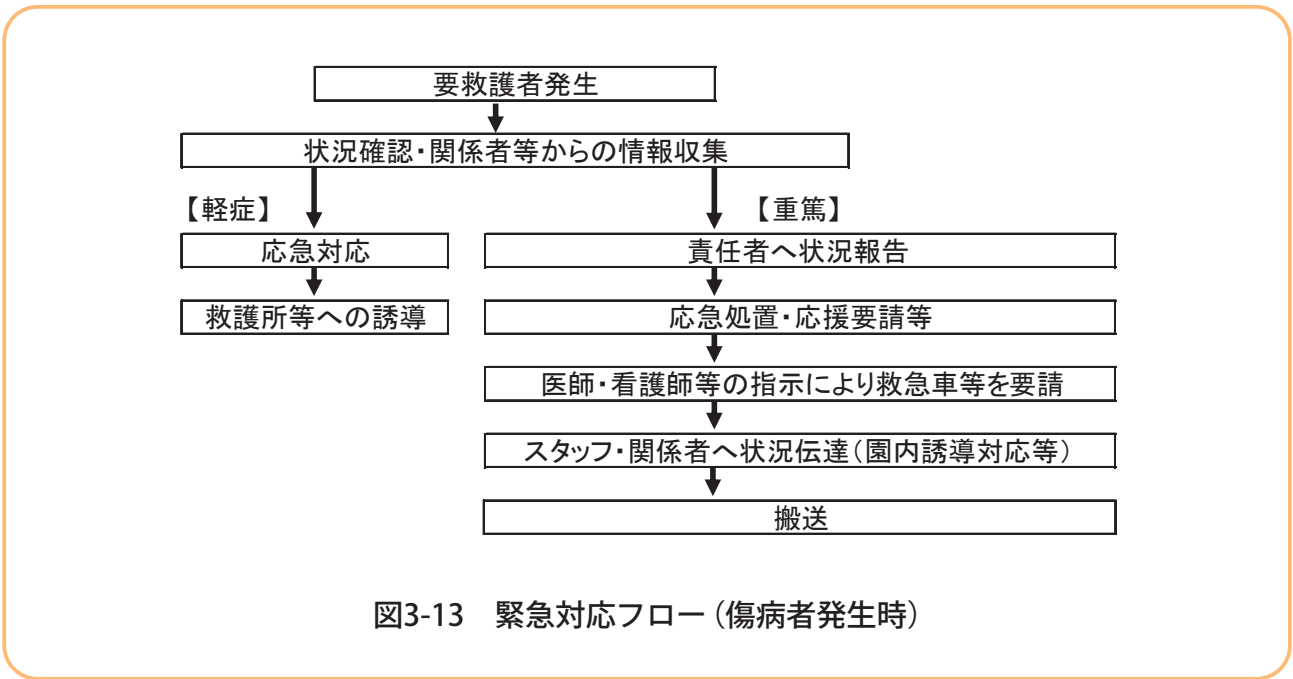 要救護者発生
状況確認・関係者等からの情報収集
【軽症】
【重篤】
応急対応
責任者へ状況報告
救護所等への誘導
応急処置・応援要請等
医師・看護師等の指示により救急車等を要請
スタッフ・関係者へ状況伝達(園内誘導対応等)
搬送
図3-13　緊急対応フロー(傷病者発生時)